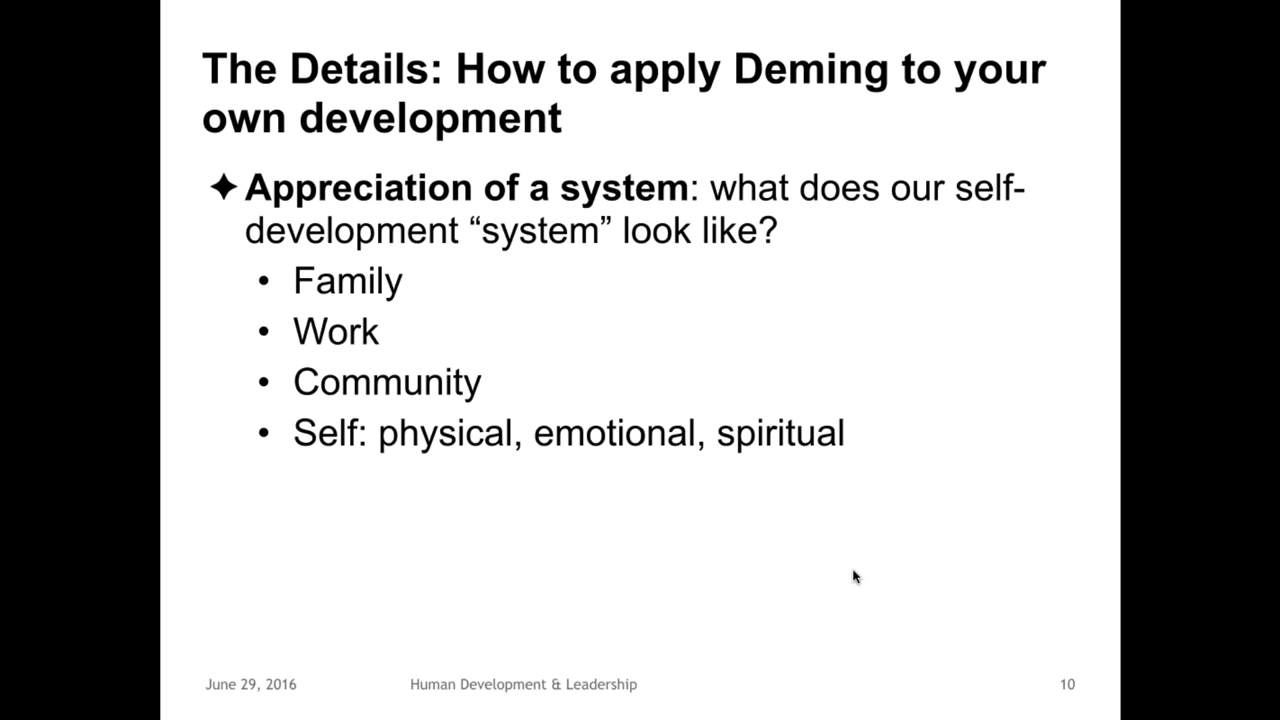 The Details: How to apply Deming to your
own development
✦ Appreciation of a system: what does our self-
development “system” look like?
• Family
• Work
• Community
• Self: physical, emotional, spiritual
June 29, 2016 Human Development & Leadership 10